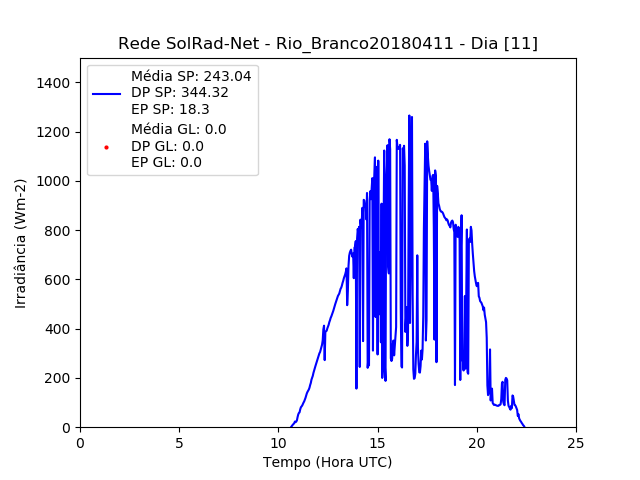 Rede SolRad-Net - Rio_Branco20180411 - Dia [11]
Média SP: 243.04
DP SP: 344.32
EP SP: 18.3
Média GL: 0.0
DP GL: 0.0
EP GL: 0.0
1400
1200
1000
800
600
400
200
0
Irradiância (Wm-2)
0 5 10 15 20 25
Tempo (Hora UTC)